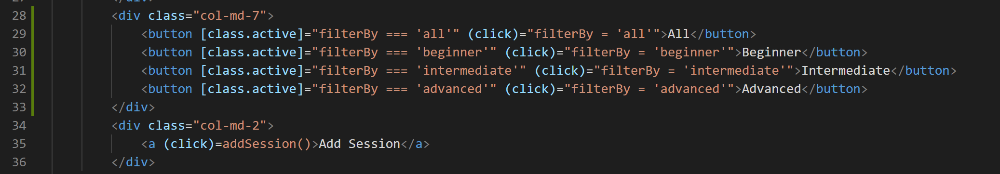 27 </div>
28 <div class="col-md-7">
29 <button [class.active]="filterBy === 'all'" (click)="filterBy = 'all'">All</button>
30 <button [class.active]="filterBy === 'beginner'" (click)="filterBy = 'beginner'">Beginner</button>
31 <button [class.active]="filterBy === 'intermediate'" (click)="filterBy = 'intermediate'">Intermediate</button>
32 <button [class.active]="filterBy === 'advanced'" (click)="filterBy = 'advanced'">Advanced</button>
33 </div>
34 <div class="col-md-2">
35 <a (click)=addSession()>Add Session</a>
36 </div>